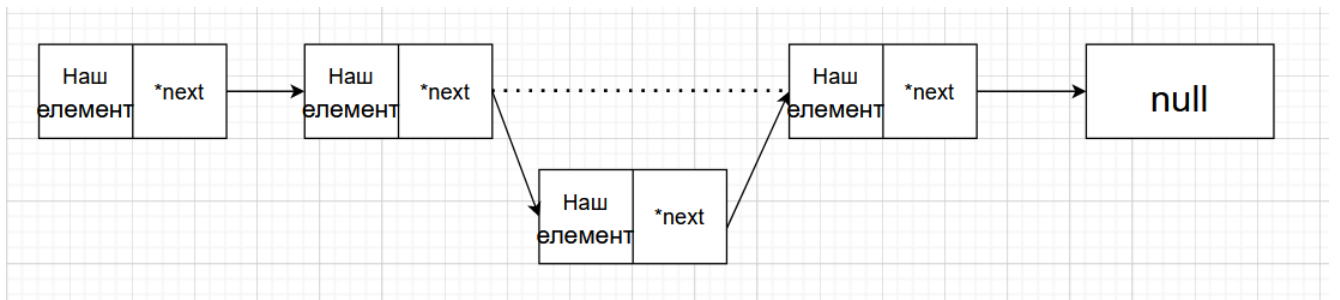 Наш
елемент
*next
Наш
елемент
*next
Наш
елемент
*next
null
Наш
елемент
*next